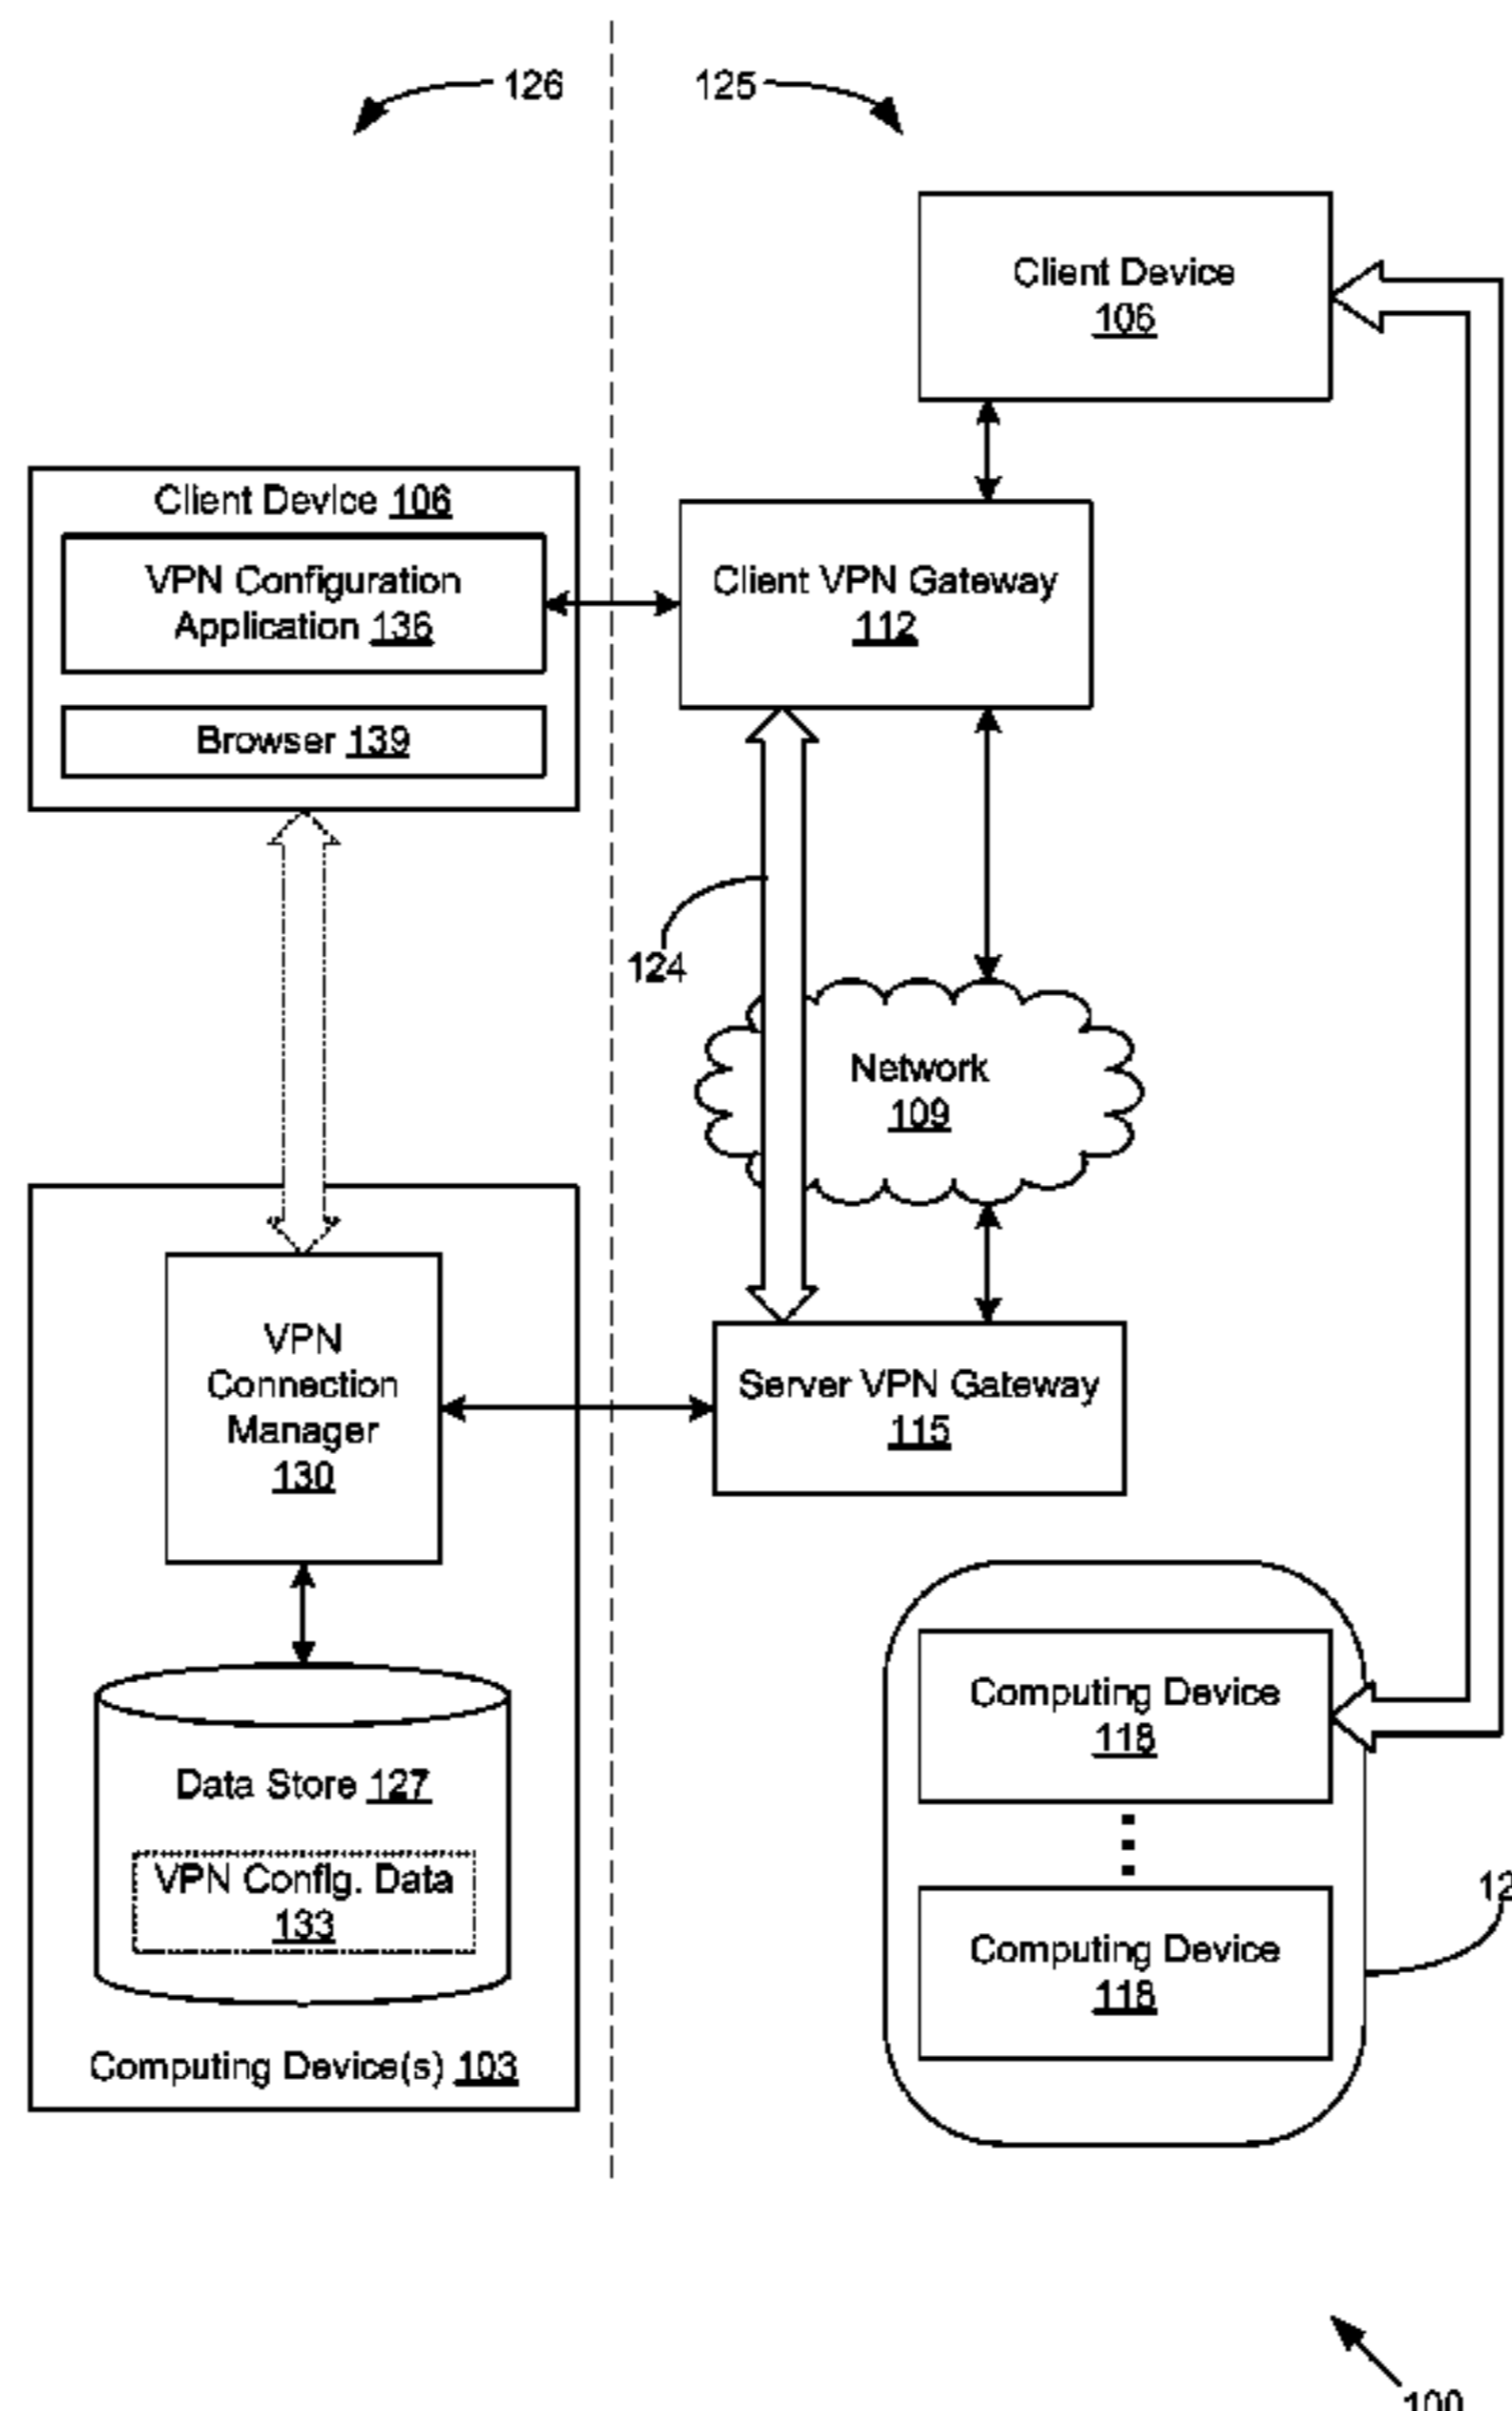 126
125
Client Device
106
Client Device 106
VPN Configuration
Application 136
Browser 139
Client VPN Gateway
112
124
Network
109
VPN
Connection
Manager
130
Server VPN Gateway
115
Data Store 127
VPN Config. Data
133
Computing Device(s) 103
Computing Device
118
Computing Device
118
100